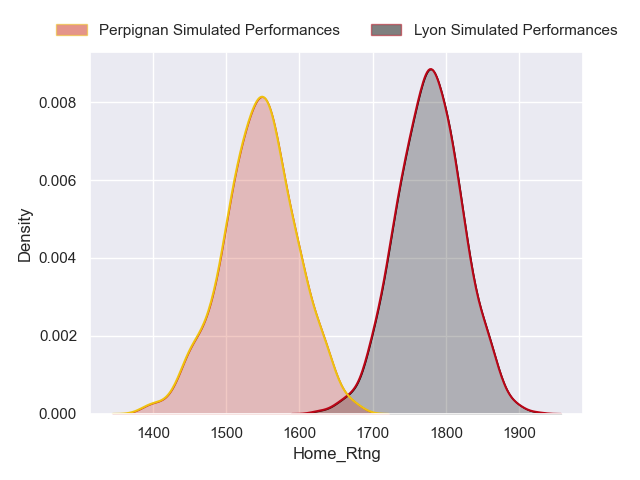 Perpignan Simulated Performances
Lyon Simulated Performances
Density
0.008
0.006
0.004
0.002
0.000
1400
1500
1600
1700
1800
1900
Home_Rtng